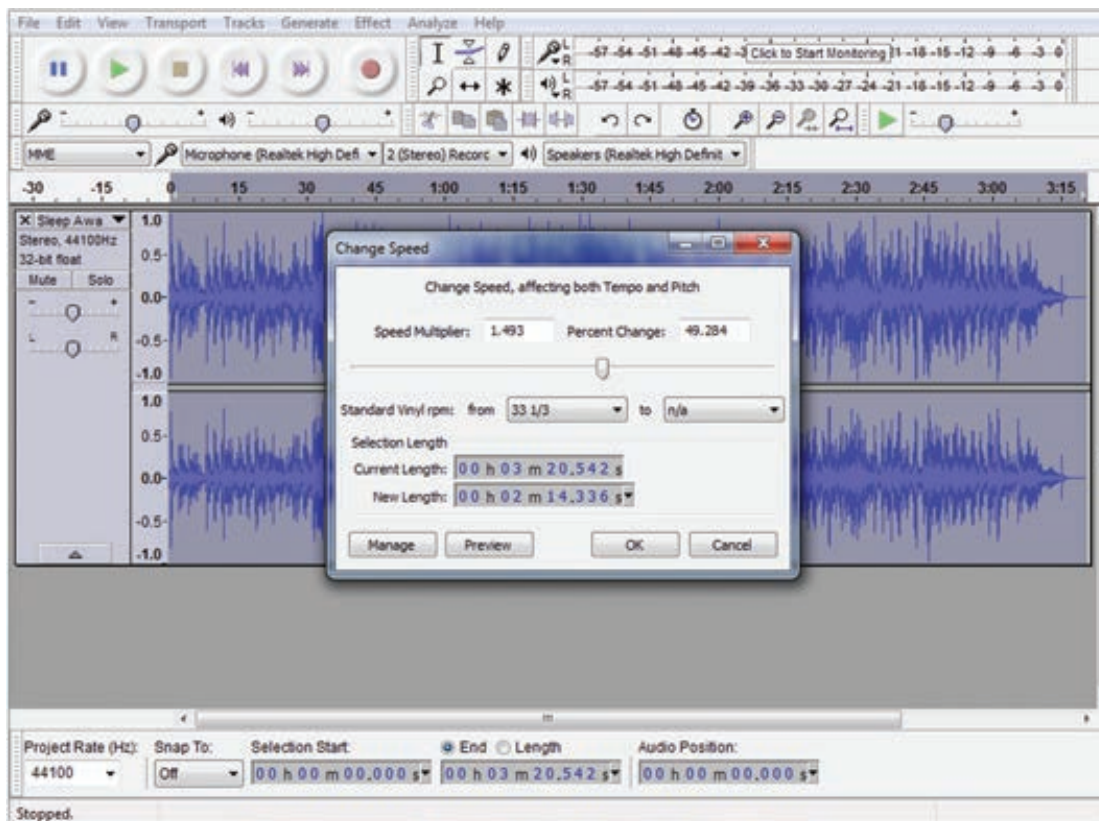 File Edit View Transport Tracks Generate Effect Analyze Help
L R -57 -54 -51 -48 -45 -42 -3 Click to Start Monitoring 1 -18 -15 -12 -9 -6 -3 0
L R -57 -54 -51 -48 -45 -42 -39 -36 -33 -30 -27 -24 -21 -18 -15 -12 -9 -6 -3 0
MME Microphone (Realtek High Defi 2 (Stereo) Recorc Speakers (Realtek High Definit
-30 -15 0 15 30 45 1:00 1:15 1:30 1:45 2:00 2:15 2:30 2:45 3:00 3:15
X Sleep Awa 1.0
Stereo, 44100Hz
32-bit float
0.5
Mute Solo
- + 0.0
L R -0.5
-1.0
1.0
0.5
0.0
-0.5
-1.0
Change Speed
Change Speed, affecting both Tempo and Pitch
Speed Multiplier: 1.493 Percent Change: 49.284
Standard Vinyl rpm: from 33 1/3 to n/a
Selection Length
Current Length: 00 h 03 m 20.542 s
New Length: 00 h 02 m 14.336 s
Manage Preview OK Cancel
Project Rate (Hz): Snap To: Selection Start: End Length Audio Position:
44100 Off 00 h 00 m 00.000 s 00 h 03 m 20.542 s 00 h 00 m 00.000 s
Stopped.